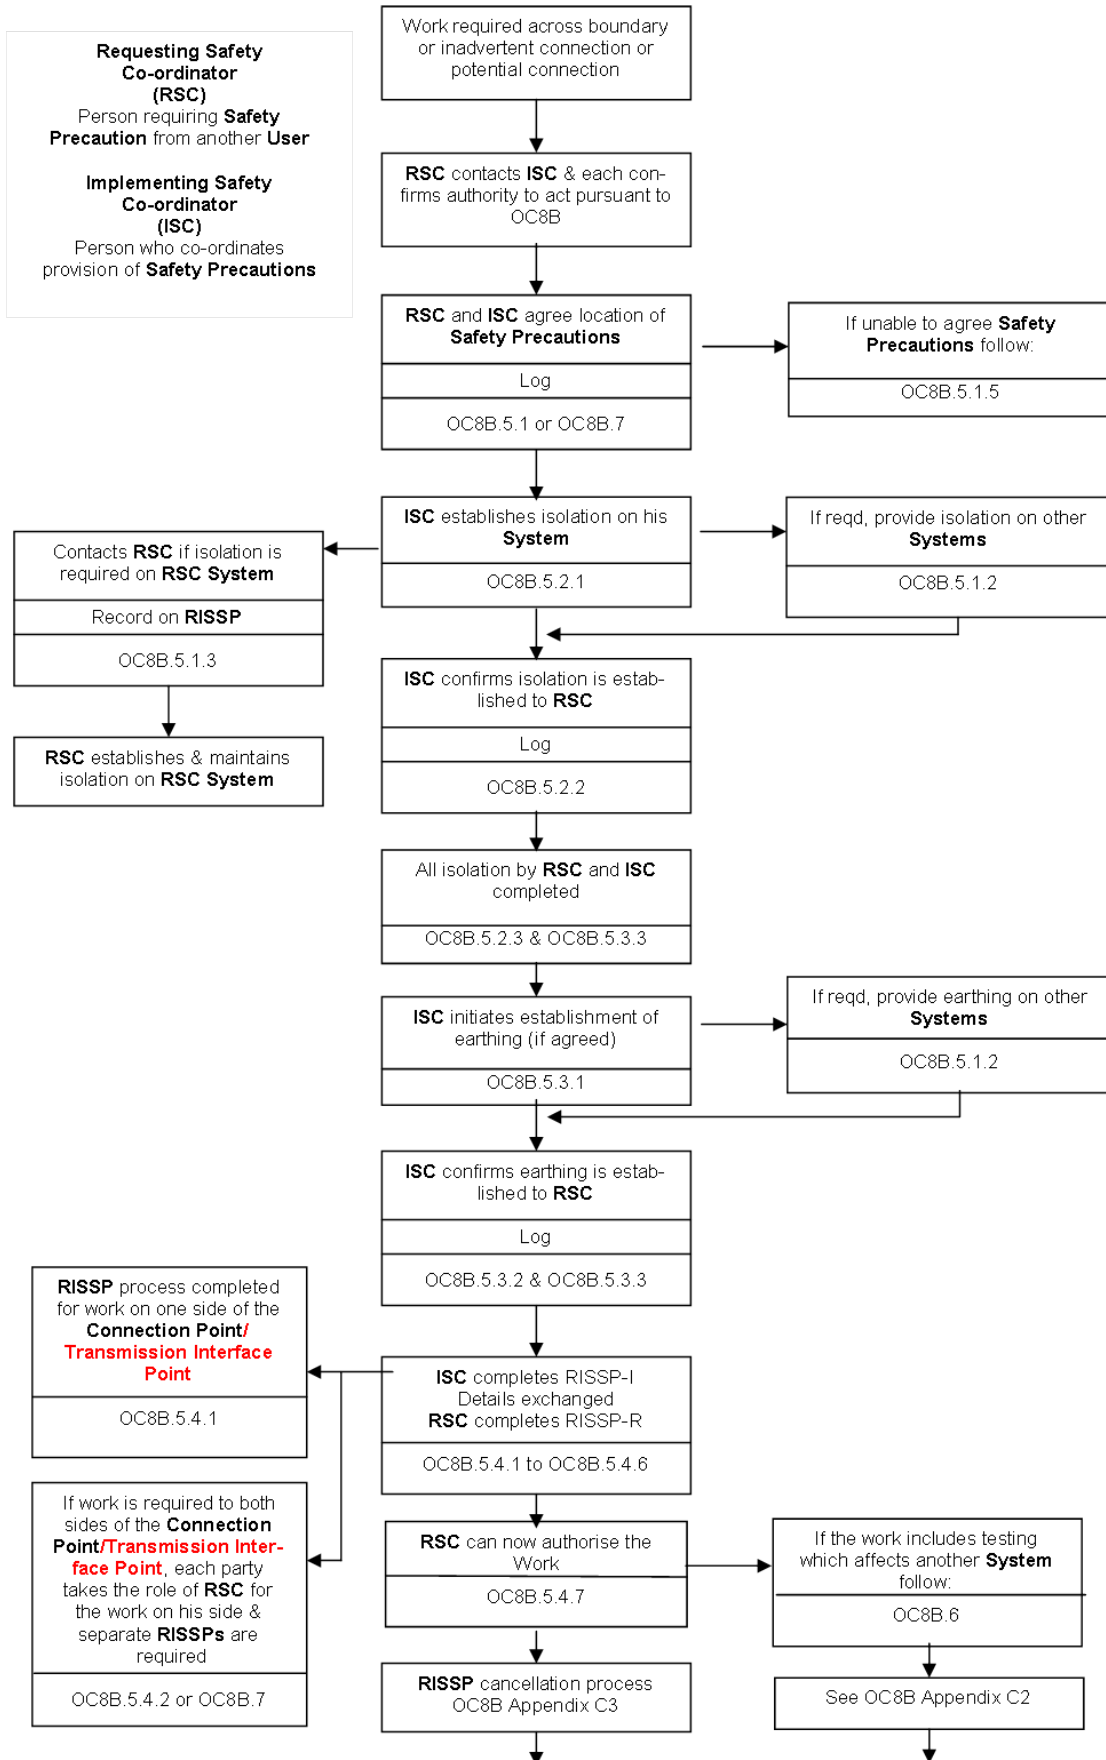 Requesting Safety
Co-ordinator
(RSC)
Person requiring Safety
Precaution from another User
Implementing Safety
Co-ordinator
(ISC)
Person who co-ordinates
provision of Safety Precautions
Work required across boundary
or inadvertent connection or
potential connection
RSC contacts ISC & each con-
firms authority to act pursuant to
OC8B
RSC and ISC agree location of
Safety Precautions
Log
OC8B.5.1 or OC8B.7
If unable to agree Safety
Precautions follow:
OC8B.5.1.5
ISC establishes isolation on his
System
OC8B.5.2.1
If reqd, provide isolation on other
Systems
OC8B.5.1.2
Contacts RSC if isolation is
required on RSC System
Record on RISSP
OC8B.5.1.3
RSC establishes & maintains
isolation on RSC System
ISC confirms isolation is estab-
lished to RSC
Log
OC8B.5.2.2
All isolation by RSC and ISC
completed
OC8B.5.2.3 & OC8B.5.3.3
ISC initiates establishment of
earthing (if agreed)
OC8B.5.3.1
If reqd, provide earthing on other
Systems
OC8B.5.1.2
ISC confirms earthing is estab-
lished to RSC
Log
OC8B.5.3.2 & OC8B.5.3.3
RISSP process completed
for work on one side of the
Connection Point/
Transmission Interface
Point
OC8B.5.4.1
ISC completes RISSP-I
Details exchanged
RSC completes RISSP-R
OC8B.5.4.1 to OC8B.5.4.6
If work is required to both
sides of the Connection
Point/Transmission Inter-
face Point, each party
takes the role of RSC for
the work on his side &
separate RISSPs are
required
OC8B.5.4.2 or OC8B.7
RSC can now authorise the
Work
OC8B.5.4.7
If the work includes testing
which affects another System
follow:
OC8B.6
RISSP cancellation process
OC8B Appendix C3
See OC8B Appendix C2